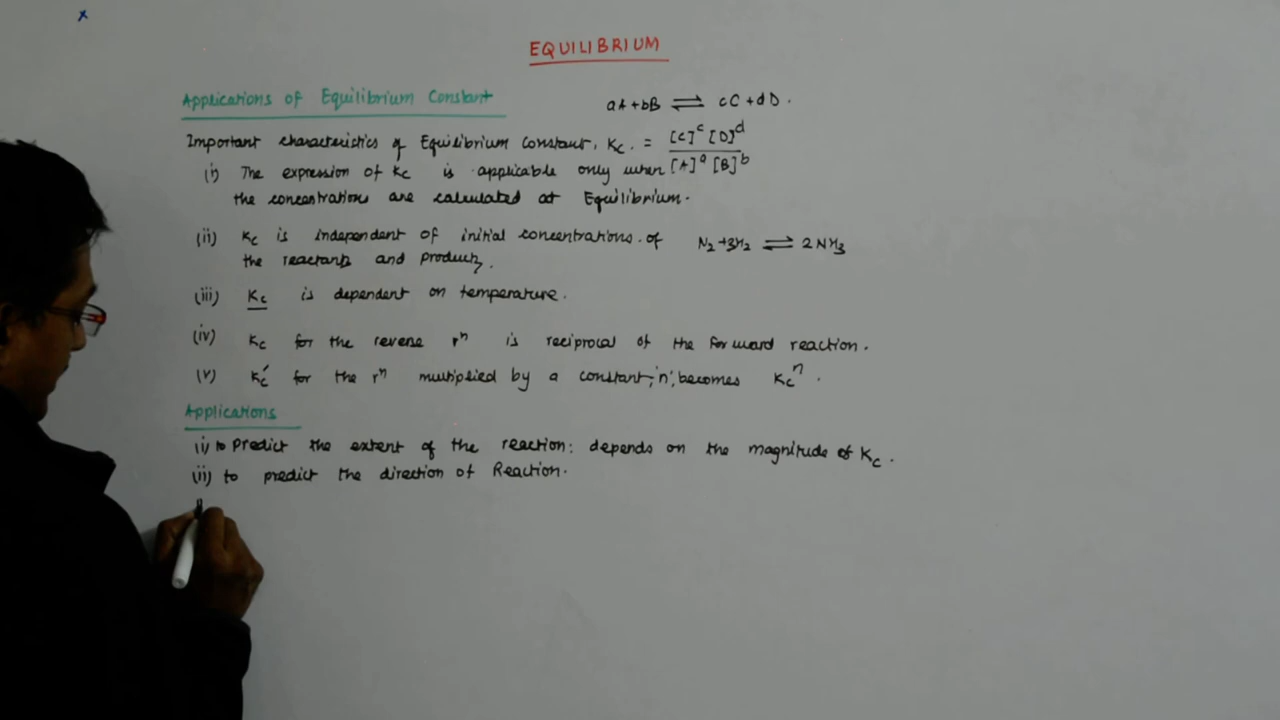 x
EQUILIBRIUM
Applications of Equilibrium Constant
aA+bB ⇌ cC+dD.
Important characteristics of Equilibrium Constant, Kc. = [C]^c [D]^d / [A]^a [B]^b
(i) The expression of Kc is applicable only when
the concentrations are calculated at Equilibrium.
(ii) Kc is independent of initial concentrations of N2+3H2 ⇌ 2NH3
the reactants and products.
(iii) Kc is dependent on temperature.
(iv) Kc for the reverse r^n is reciprocal of the forward reaction.
(v) Kc' for the r^n multiplied by a constant, 'n', becomes Kc^n.
Applications
(i) to Predict the extent of the reaction: depends on the magnitude of Kc.
(ii) to predict the direction of Reaction.